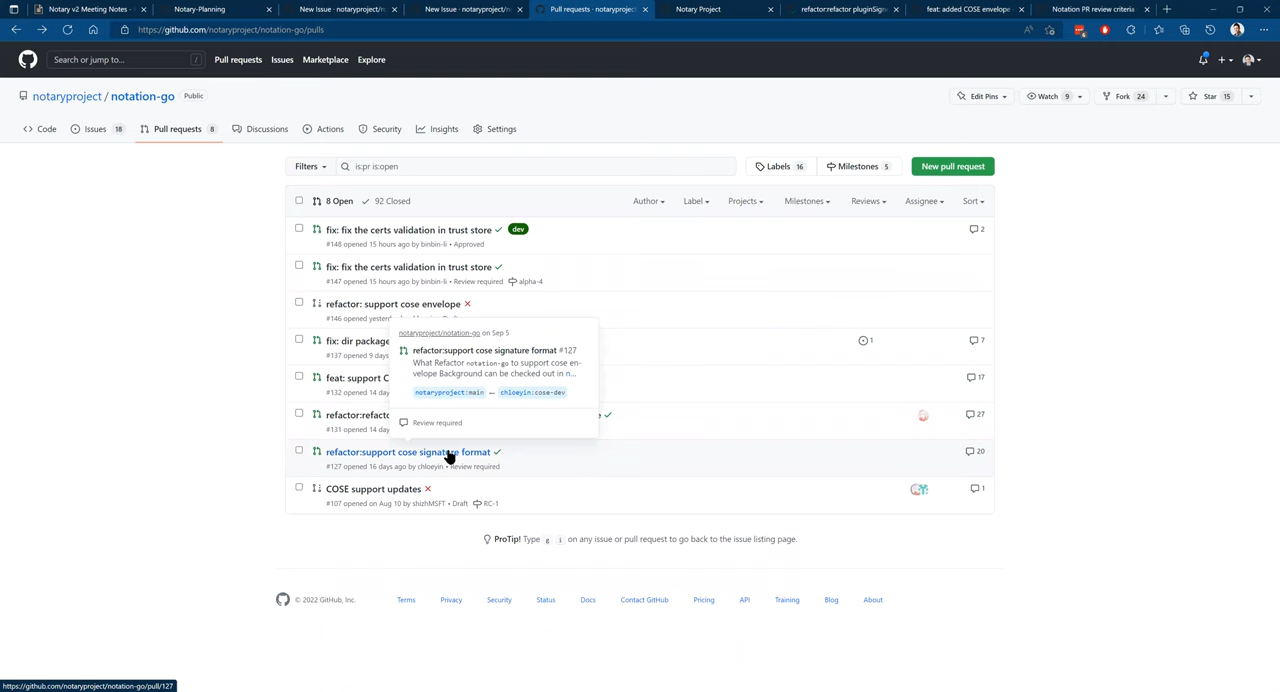 Notary v2 Meeting Notes -
Notary-Planning
New Issue · notaryproject/no
New Issue · notaryproject/no
Pull requests · notaryproject
Notary Project
refactor:refactor pluginSign
feat: added COSE envelope
Notation PR review criteria
https://github.com/notaryproject/notation-go/pulls
Search or jump to...
/
Pull requests
Issues
Marketplace
Explore
notaryproject / notation-go
Public
Edit Pins
Watch 9
Fork 24
Star 15
Code
Issues 18
Pull requests 8
Discussions
Actions
Security
Insights
Settings
Filters
is:pr is:open
Labels 16
Milestones 5
New pull request
8 Open
92 Closed
Author
Label
Projects
Milestones
Reviews
Assignee
Sort
fix: fix the certs validation in trust store
dev
2
#148 opened 15 hours ago by binbin-li • Approved
fix: fix the certs validation in trust store
#147 opened 15 hours ago by binbin-li • Review required
alpha-4
refactor: support cose envelope
#146 opened yester
notaryproject/notation-go on Sep 5
fix: dir package
1
7
#137 opened 9 days
refactor:support cose signature format #127
What Refactor notation-go to support cose en-
velope Background can be checked out in n...
notaryproject:main ← chloeyin:cose-dev
Review required
feat: support C
17
#132 opened 14 day
refactor:refact
27
#131 opened 14 day
refactor:support cose signature format
20
#127 opened 16 days ago by chloeyin • Review required
COSE support updates
1
#107 opened on Aug 10 by shizhMSFT • Draft
RC-1
ProTip! Type g i on any issue or pull request to go back to the issue listing page.
© 2022 GitHub, Inc.
Terms
Privacy
Security
Status
Docs
Contact GitHub
Pricing
API
Training
Blog
About
https://github.com/notaryproject/notation-go/pull/127